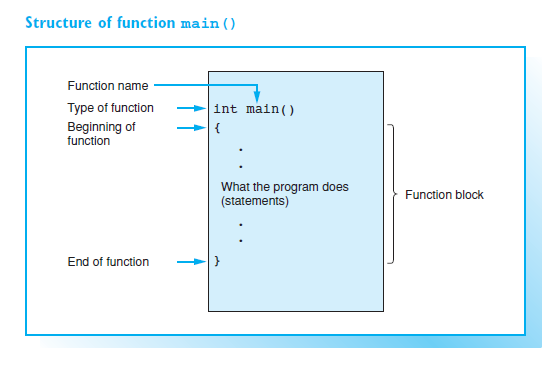 Structure of function main()
Function name
Type of function
int main()
Beginning of
function
{
.
.
What the program does
(statements)
Function block
.
.
End of function
}